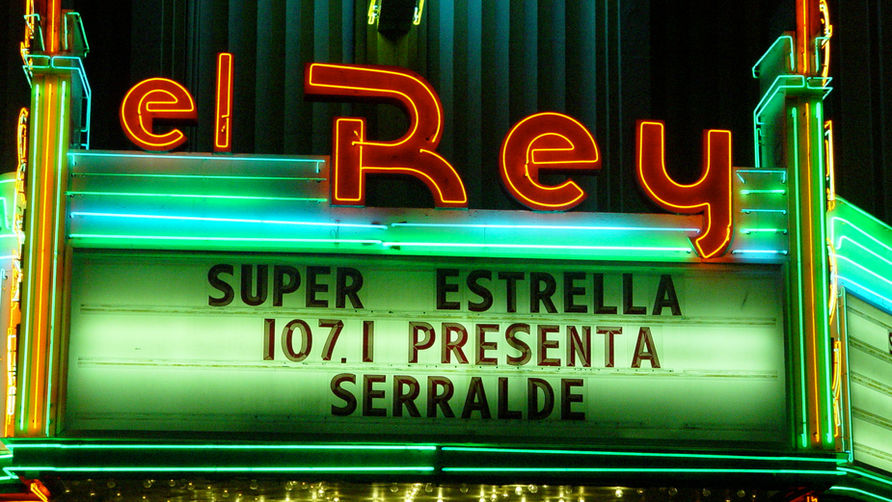 el Rey
SUPER ESTRELLA
107.1 PRESENTA
SERRALDE